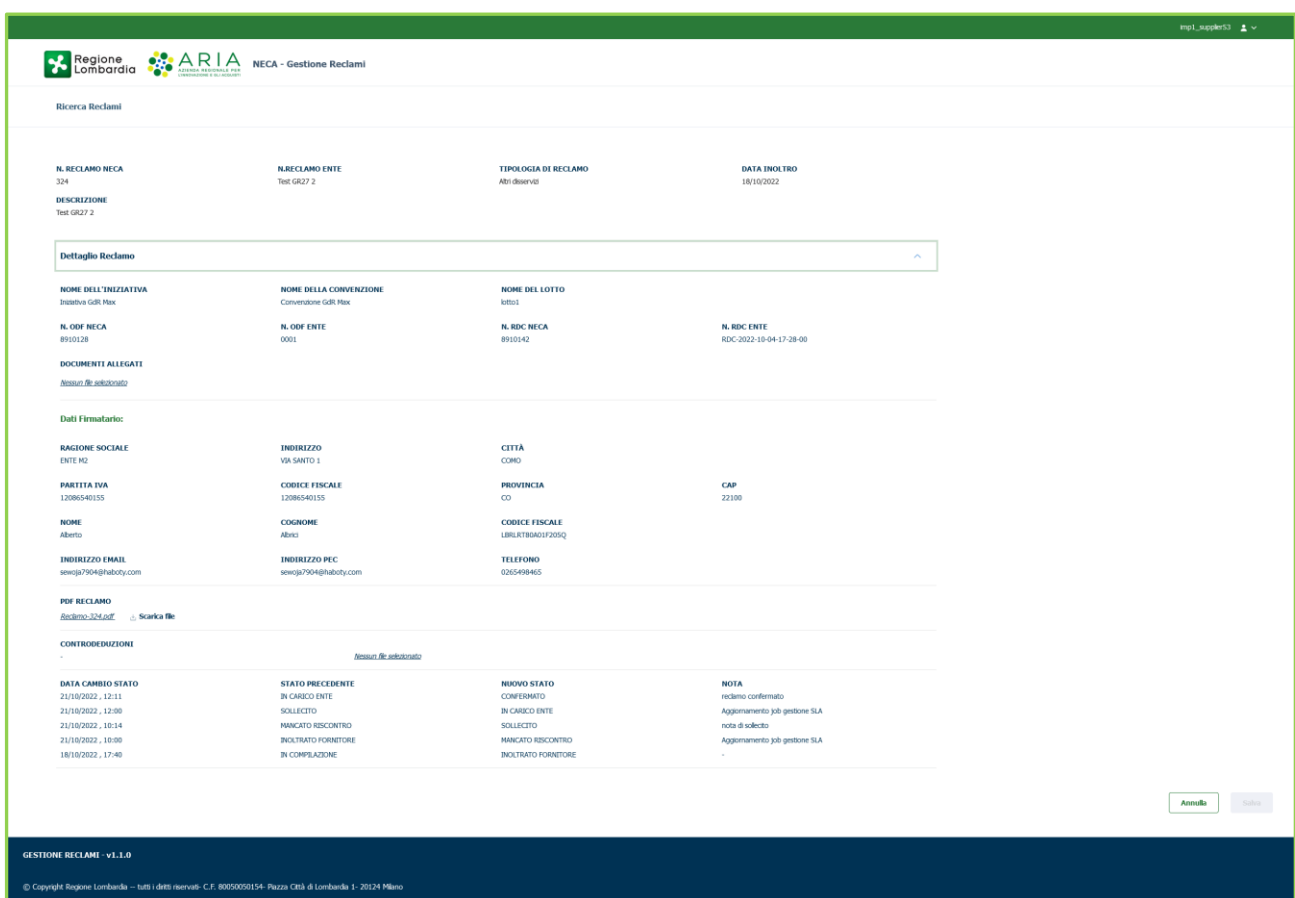 imp1_supplier53
Regione Lombardia
ARIA
AZIENDA REGIONALE PER L'INNOVAZIONE E GLI ACQUISTI
NECA - Gestione Reclami
Ricerca Reclami
N. RECLAMO NECA N.RECLAMO ENTE TIPOLOGIA DI RECLAMO DATA INOLTRO
324 Test GR27 2 Altri disservizi 18/10/2022
DESCRIZIONE
Test GR27 2
Dettaglio Reclamo
NOME DELL'INIZIATIVA NOME DELLA CONVENZIONE NOME DEL LOTTO
Iniziativa GdR Max Convenzione GdR Max lotto1
N. ODF NECA N. ODF ENTE N. RDC NECA N. RDC ENTE
8910128 0001 8910142 RDC-2022-10-04-17-28-00
DOCUMENTI ALLEGATI
Nessun file selezionato
Dati Firmatario:
RAGIONE SOCIALE INDIRIZZO CITTÀ
ENTE M2 VIA SANTO 1 COMO
PARTITA IVA CODICE FISCALE PROVINCIA CAP
12086540155 12086540155 CO 22100
NOME COGNOME CODICE FISCALE
Alberto Albrici LBRLRT80A01F205Q
INDIRIZZO EMAIL INDIRIZZO PEC TELEFONO
sewoja7904@haboty.com sewoja7904@haboty.com 0265498465
PDF RECLAMO
Reclamo-324.pdf Scarica file
CONTRODEDUZIONI
- Nessun file selezionato
DATA CAMBIO STATO STATO PRECEDENTE NUOVO STATO NOTA
21/10/2022 , 12:11 IN CARICO ENTE CONFERMATO reclamo confermato
21/10/2022 , 12:00 SOLLECITO IN CARICO ENTE Aggiornamento job gestione SLA
21/10/2022 , 10:14 MANCATO RISCONTRO SOLLECITO nota di sollecito
21/10/2022 , 10:00 INOLTRATO FORNITORE MANCATO RISCONTRO Aggiornamento job gestione SLA
18/10/2022 , 17:40 IN COMPILAZIONE INOLTRATO FORNITORE -
Annulla Salva
GESTIONE RECLAMI - v1.1.0
© Copyright Regione Lombardia -- tutti i diritti riservati- C.F. 80050050154- Piazza Città di Lombardia 1- 20124 Milano